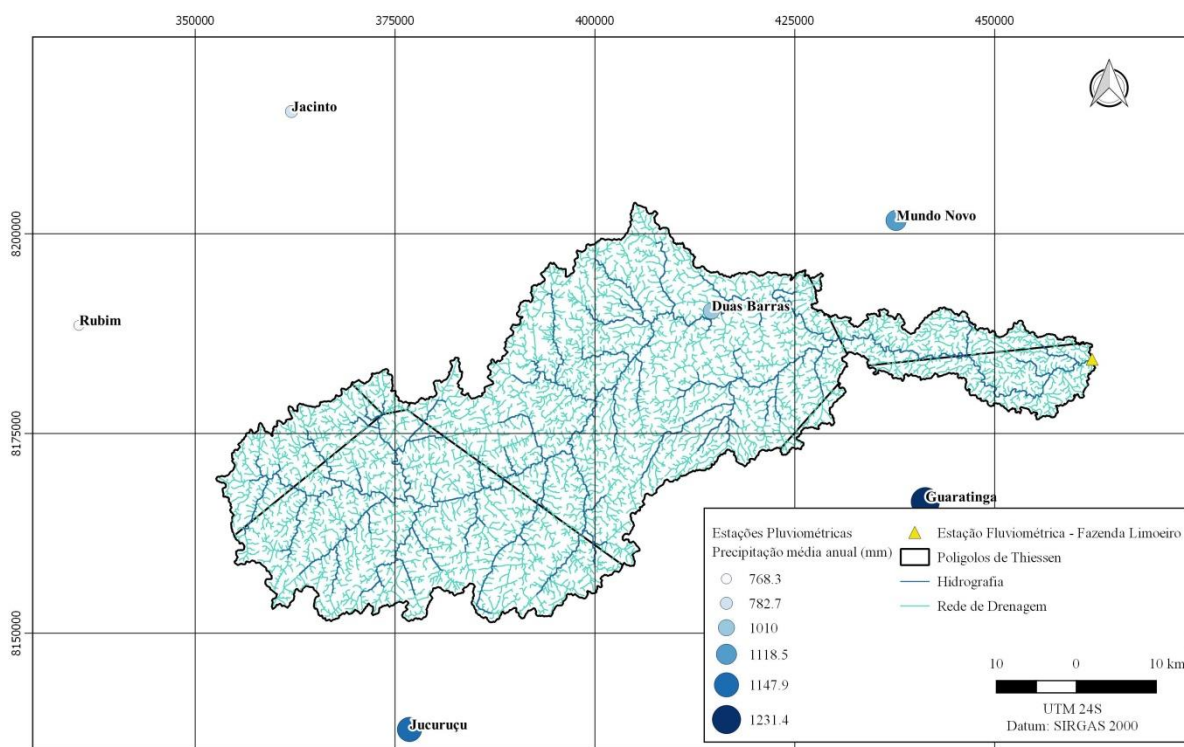 350000 375000 400000 425000 450000
Jacinto
Mundo Novo
8200000
Duas Barras
Rubim
8175000
Guaratinga
Estações Pluviométricas
Precipitação média anual (mm)
768.3
782.7
1010
1118.5
1147.9
1231.4
Estação Fluviométrica - Fazenda Limoeiro
Polígolos de Thiessen
Hidrografia
Rede de Drenagem
8150000
10 0 10 km
UTM 24S
Datum: SIRGAS 2000
Jucuruçu